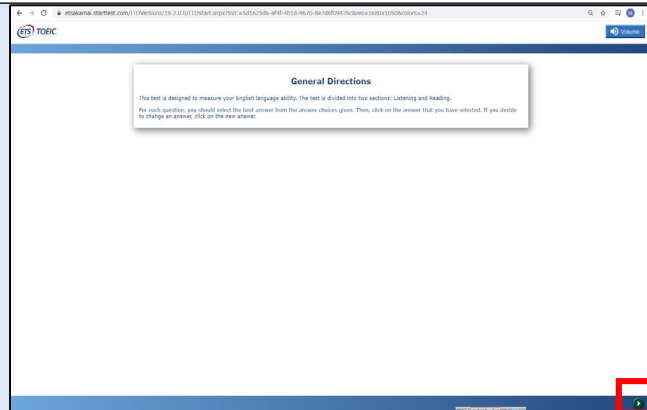 etsakamai.starttest.com/ITDVersions/19.2.0.0/ITDStart.aspx?SVC=5d1625d6-af4f-4b1d-9670-8e7d6f09476c&res=1680x1050&colors=24
ETS TOEIC.
Volume
General Directions
This test is designed to measure your English language ability. The test is divided into two sections: Listening and Reading.
For each question, you should select the best answer from the answer choices given. Then, click on the answer that you have selected. If you decide
to change an answer, click on the new answer.